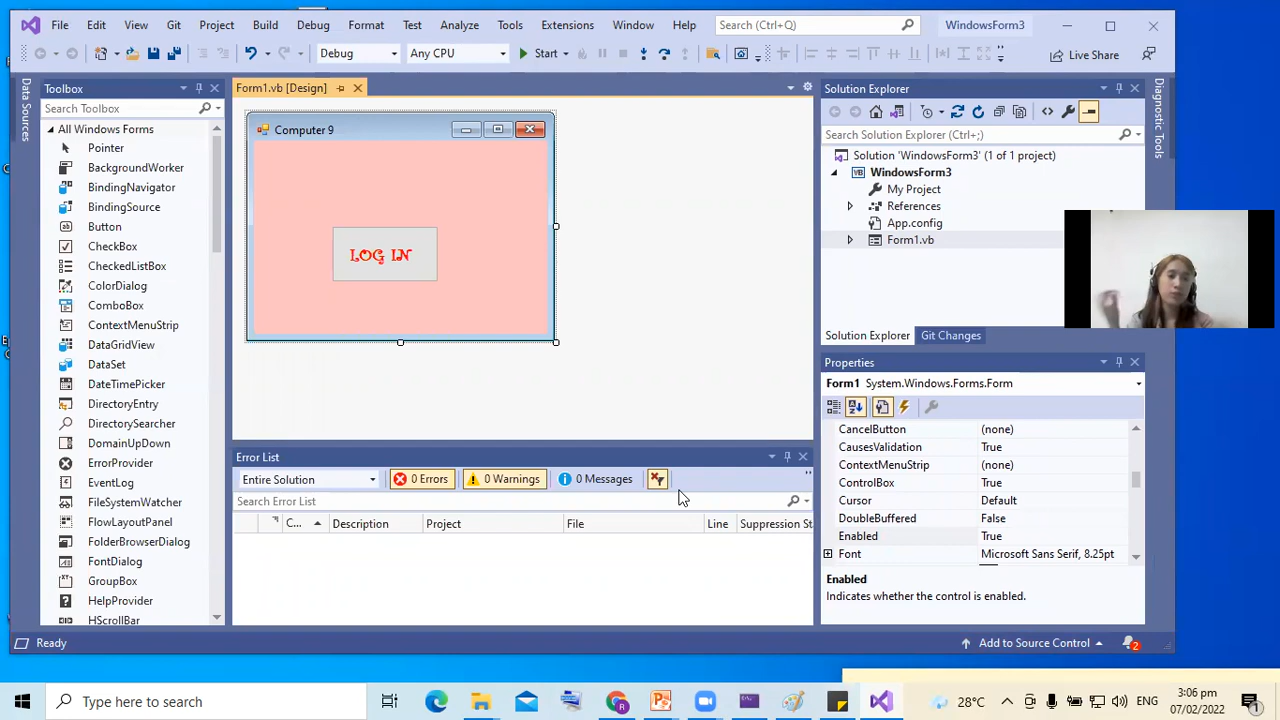 File Edit View Git Project Build Debug Format Test Analyze Tools Extensions Window Help Search (Ctrl+Q) WindowsForm3
Debug Any CPU Start Live Share
Data Sources
Toolbox
Search Toolbox
All Windows Forms
Pointer
BackgroundWorker
BindingNavigator
BindingSource
Button
CheckBox
CheckedListBox
ColorDialog
ComboBox
ContextMenuStrip
DataGridView
DataSet
DateTimePicker
DirectoryEntry
DirectorySearcher
DomainUpDown
ErrorProvider
EventLog
FileSystemWatcher
FlowLayoutPanel
FolderBrowserDialog
FontDialog
GroupBox
HelpProvider
HScrollBar
Form1.vb [Design]
Computer 9
LOG IN
Error List
Entire Solution 0 Errors 0 Warnings 0 Messages
Search Error List
C... Description Project File Line Suppression Sta
Solution Explorer
Search Solution Explorer (Ctrl+;)
Solution 'WindowsForm3' (1 of 1 project)
WindowsForm3
My Project
References
App.config
Form1.vb
Solution Explorer Git Changes
Diagnostic Tools
Properties
Form1 System.Windows.Forms.Form
CancelButton (none)
CausesValidation True
ContextMenuStrip (none)
ControlBox True
Cursor Default
DoubleBuffered False
Enabled True
Font Microsoft Sans Serif, 8.25pt
Enabled
Indicates whether the control is enabled.
Ready Add to Source Control 2
Type here to search 28°C ENG 3:06 pm
07/02/2022 1